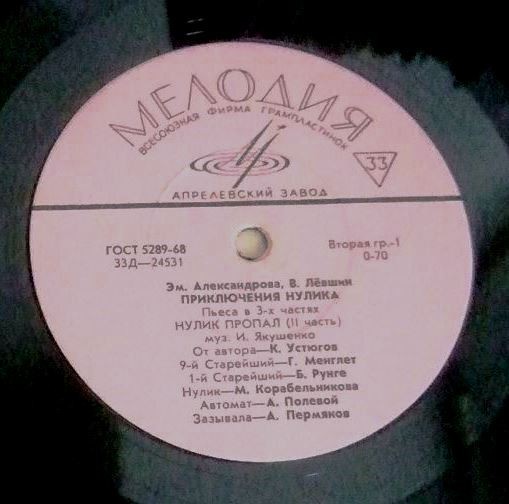 МЕЛОДИЯ
ВСЕСОЮЗНАЯ ФИРМА ГРАМПЛАСТИНОК
33
АПРЕЛЕВСКИЙ ЗАВОД
ГОСТ 5289-68
33Д—24531
Вторая гр.-1
0-70
Эм. Александрова, В. Лёвшин
ПРИКЛЮЧЕНИЯ НУЛИКА
Пьеса в 3-х частях
НУЛИК ПРОПАЛ (II часть)
муз. И. Якушенко
От автора—К. Устюгов
9-й Старейший—Г. Менглет
1-й Старейший—Б. Рунге
Нулик—М. Корабельникова
Автомат—А. Полевой
Зазывала—А. Пермяков